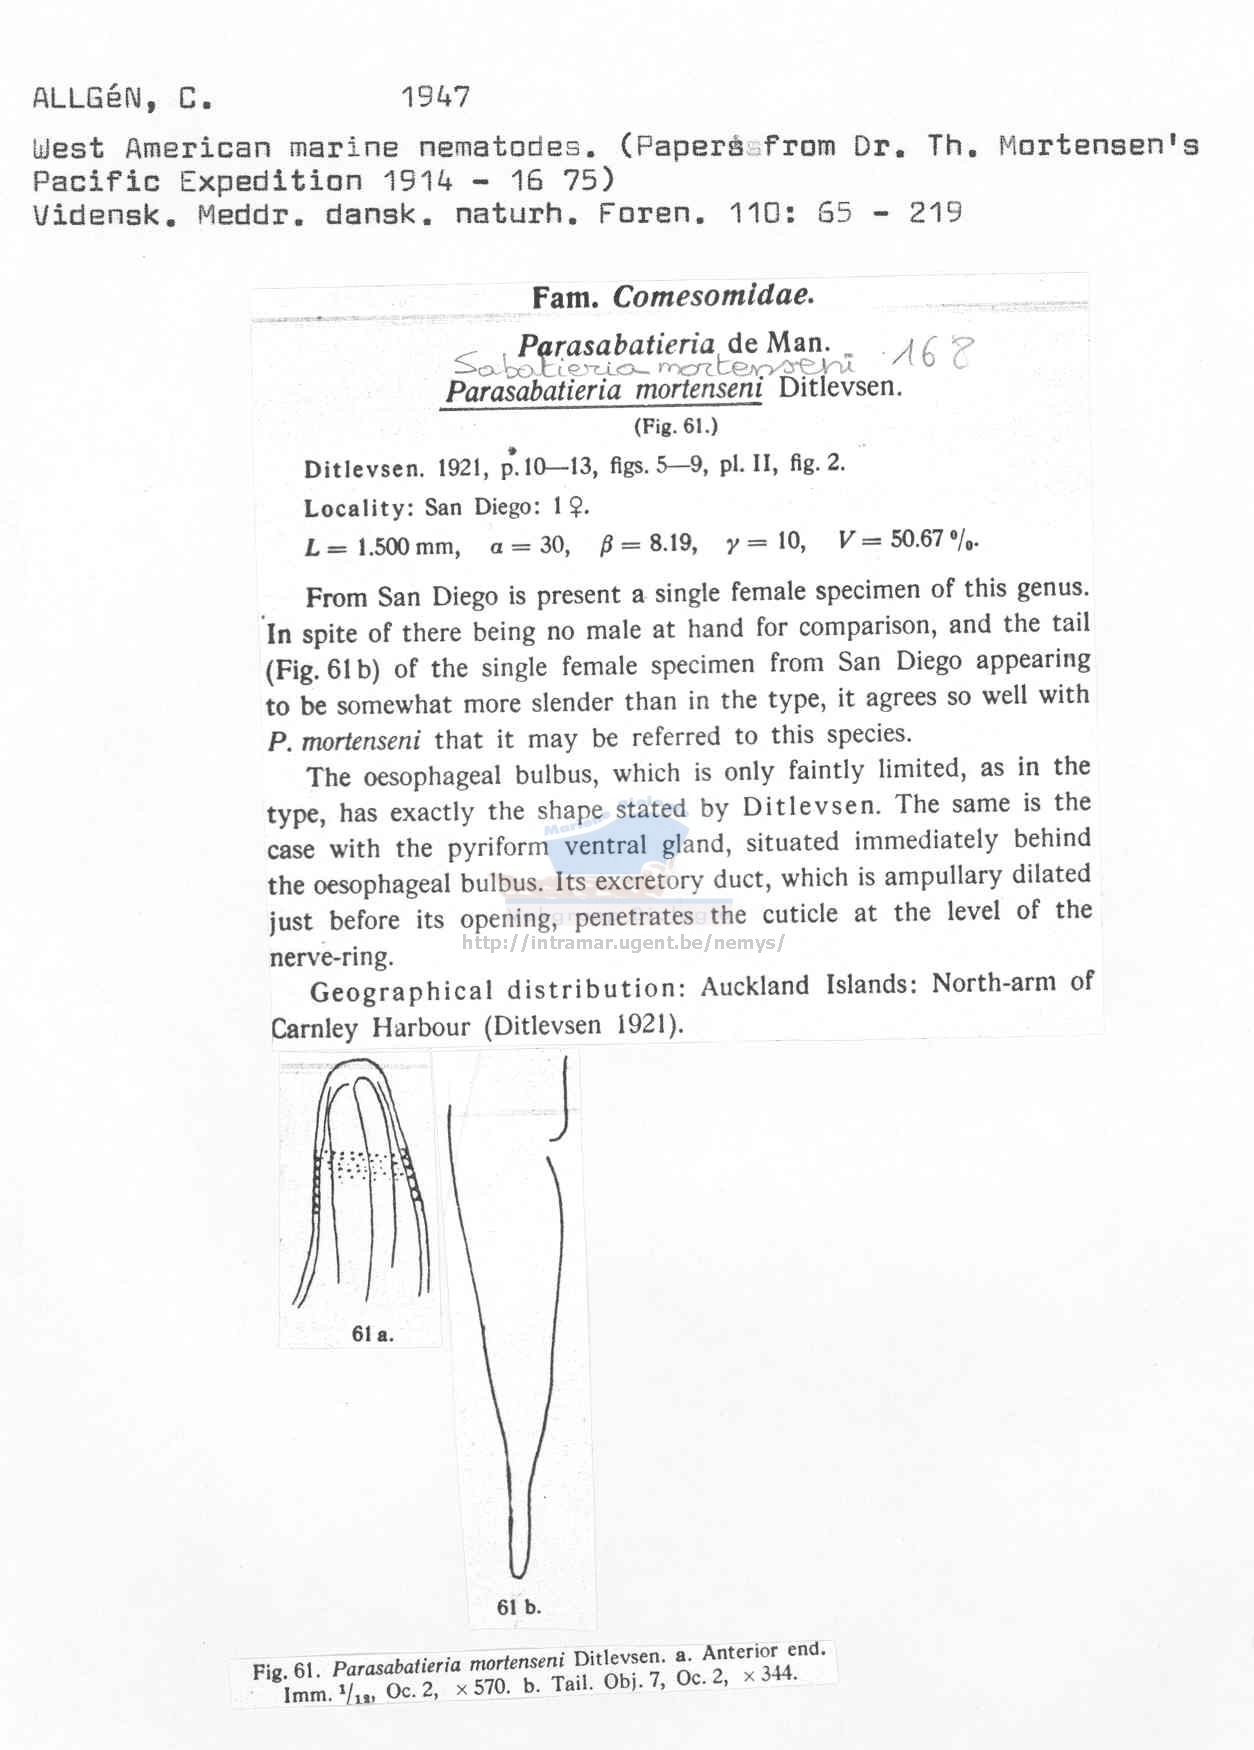 ALLGéN, C. 1947
West American marine nematodes. (Papers from Dr. Th. Mortensen's
Pacific Expedition 1914 - 16 75)
Vidensk. Meddr. dansk. naturh. Foren. 110: 65 - 219
Fam. Comesomidae.
Parasabatieria de Man.
Sabatieria mortenseni 168
Parasabatieria mortenseni Ditlevsen.
(Fig. 61.)
Ditlevsen. 1921, p. 10—13, figs. 5—9, pl. II, fig. 2.
Locality: San Diego: 1 ♀.
L = 1.500 mm, α = 30, β = 8.19, γ = 10, V = 50.67 %.
From San Diego is present a single female specimen of this genus.
In spite of there being no male at hand for comparison, and the tail
(Fig. 61 b) of the single female specimen from San Diego appearing
to be somewhat more slender than in the type, it agrees so well with
P. mortenseni that it may be referred to this species.
The oesophageal bulbus, which is only faintly limited, as in the
type, has exactly the shape stated by Ditlevsen. The same is the
case with the pyriform ventral gland, situated immediately behind
the oesophageal bulbus. Its excretory duct, which is ampullary dilated
just before its opening, penetrates the cuticle at the level of the
http://intramar.ugent.be/nemys/
nerve-ring.
Geographical distribution: Auckland Islands: North-arm of
Carnley Harbour (Ditlevsen 1921).
61 a.
61 b.
Fig. 61. Parasabatieria mortenseni Ditlevsen. a. Anterior end.
Imm. 1/12, Oc. 2, × 570. b. Tail. Obj. 7, Oc. 2, × 344.